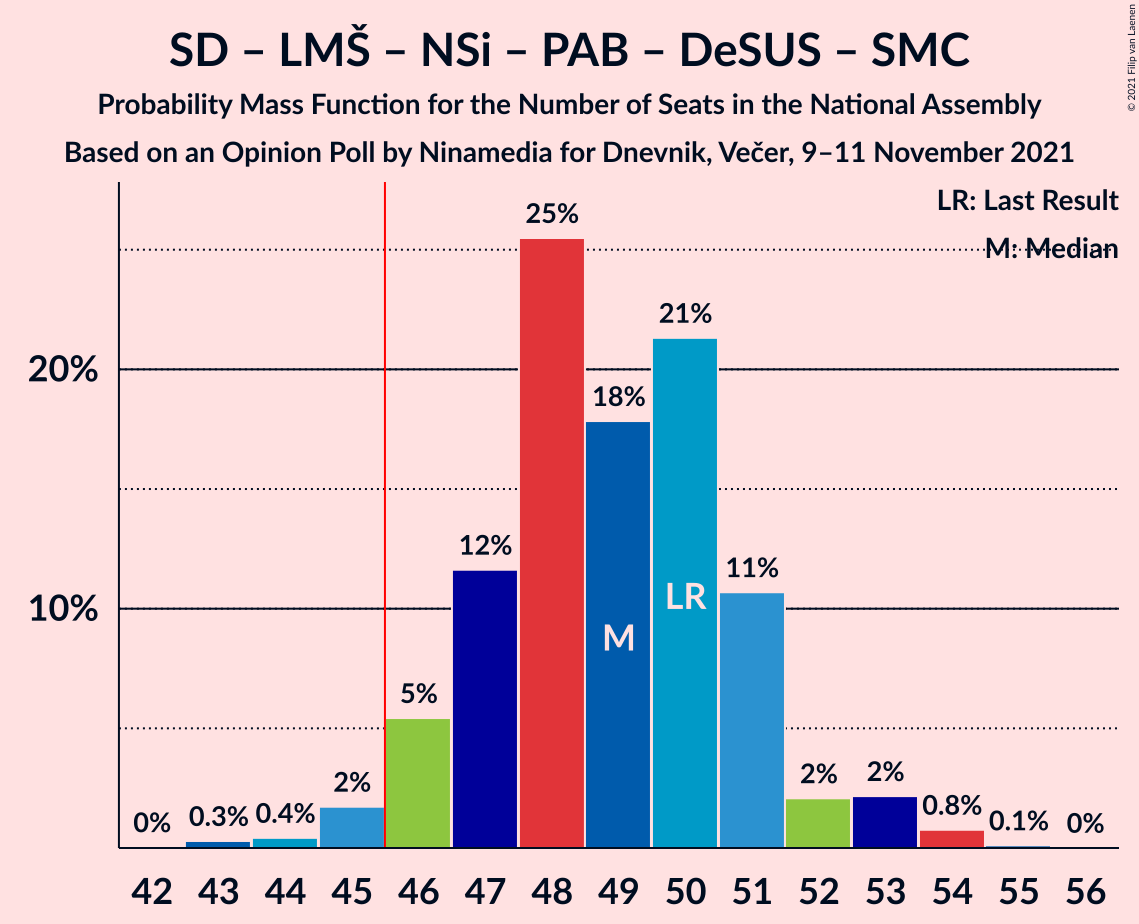 SD – LMŠ – NSi – PAB – DeSUS – SMC
Probability Mass Function for the Number of Seats in the National Assembly
Based on an Opinion Poll by Ninamedia for Dnevnik, Večer, 9–11 November 2021
© 2021 Filip van Laenen
LR: Last Result
M: Median
20%
10%
0%
0.3%
0.4%
2%
5%
12%
25%
18%
21%
11%
2%
2%
0.8%
0.1%
0%
M
LR
42 43 44 45 46 47 48 49 50 51 52 53 54 55 56